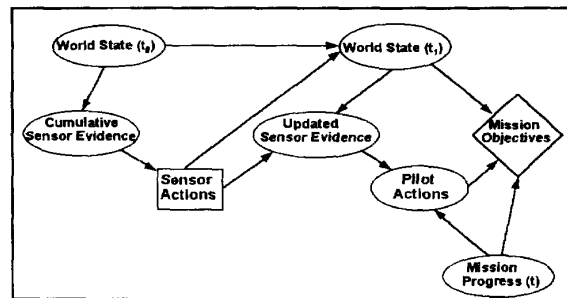 World State (t₀)
World State (t₁)
Cumulative
Sensor Evidence
Updated
Sensor Evidence
Mission
Objectives
Sensor
Actions
Pilot
Actions
Mission
Progress (t)